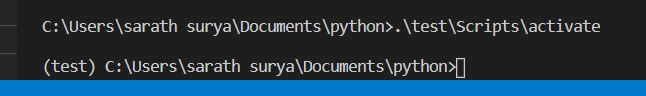 C:\Users\sarath surya\Documents\python>.\test\Scripts\activate
(test) C:\Users\sarath surya\Documents\python>